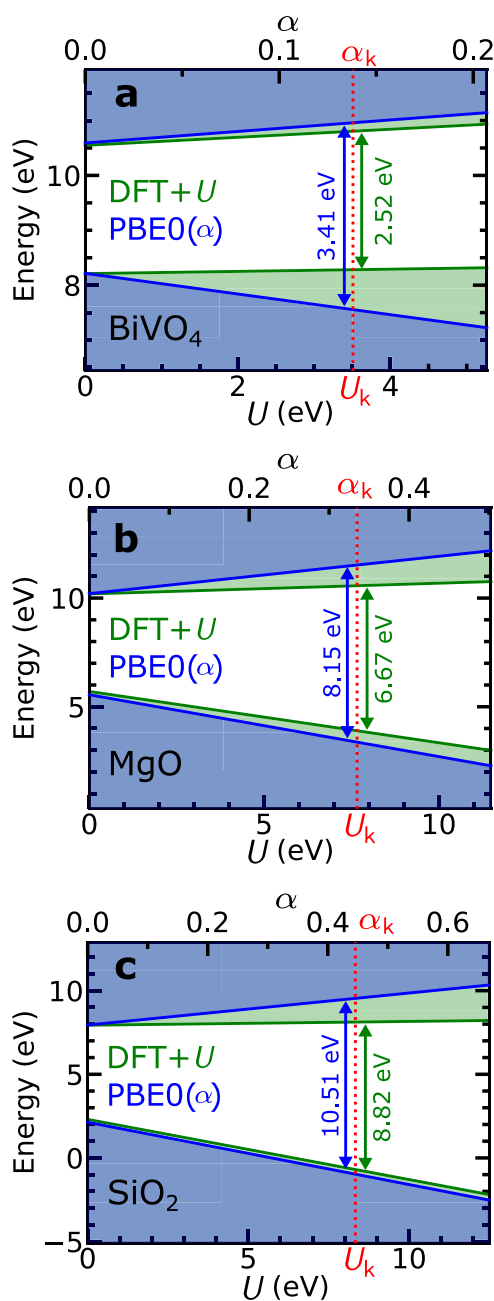 α
0.0 0.1 α_k 0.2
a
Energy (eV)
10
8
DFT+U
PBE0(α)
3.41 eV
2.52 eV
BiVO₄
0 2 U_k 4
U (eV)
α
0.0 0.2 α_k 0.4
b
Energy (eV)
10
5
0
DFT+U
PBE0(α)
8.15 eV
6.67 eV
MgO
0 5 U_k 10
U (eV)
α
0.0 0.2 0.4 α_k 0.6
c
Energy (eV)
10
5
0
−5
DFT+U
PBE0(α)
10.51 eV
8.82 eV
SiO₂
0 5 U_k 10
U (eV)